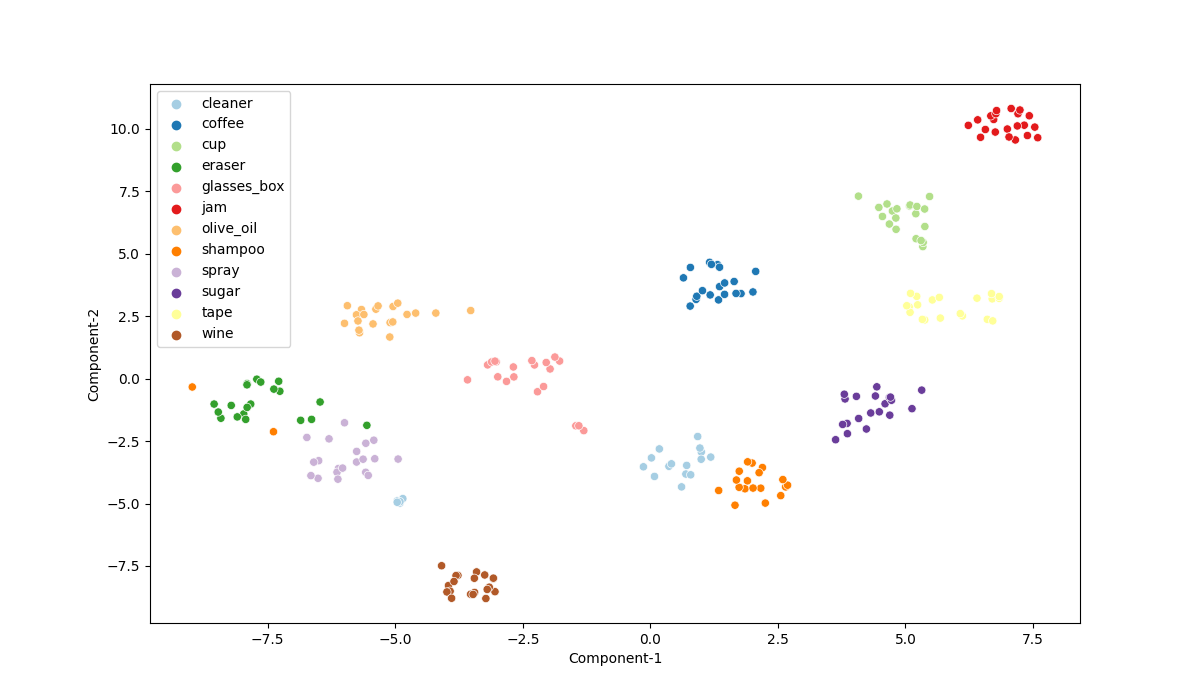 cleaner
coffee
cup
eraser
glasses_box
jam
olive_oil
shampoo
spray
sugar
tape
wine
10.0
7.5
5.0
2.5
0.0
−2.5
−5.0
−7.5
Component-2
−7.5 −5.0 −2.5 0.0 2.5 5.0 7.5
Component-1